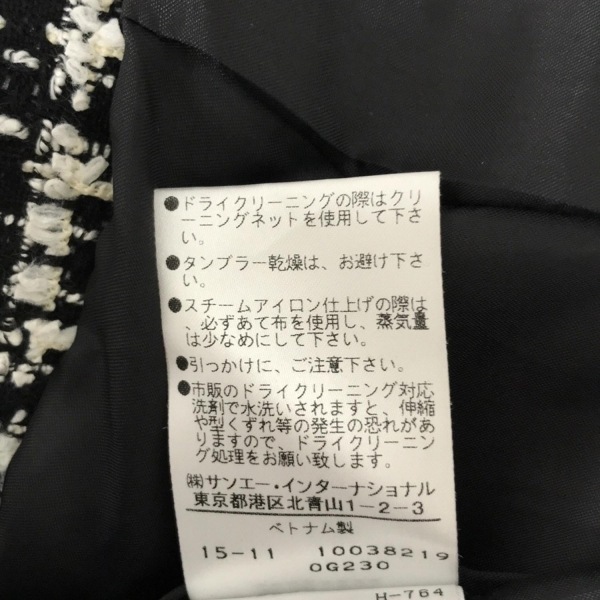 ●ドライクリーニングの際はクリ
ーニングネットを使用して下さ
い。
●タンブラー乾燥は、お避け下さ
い。
●スチームアイロン仕上げの際は
、必ずあて布を使用し、蒸気量
は少なめにして下さい。
●引っかけに、ご注意下さい。
●市販のドライクリーニング対応
洗剤で水洗いされますと、伸縮
や型くずれ等の発生の恐れがあ
りますので、ドライクリーニン
グ処理をお願い致します。
㈱サンエー・インターナショナル
東京都港区北青山1-2-3
ベトナム製
15-11 10038219
0G230
H-764